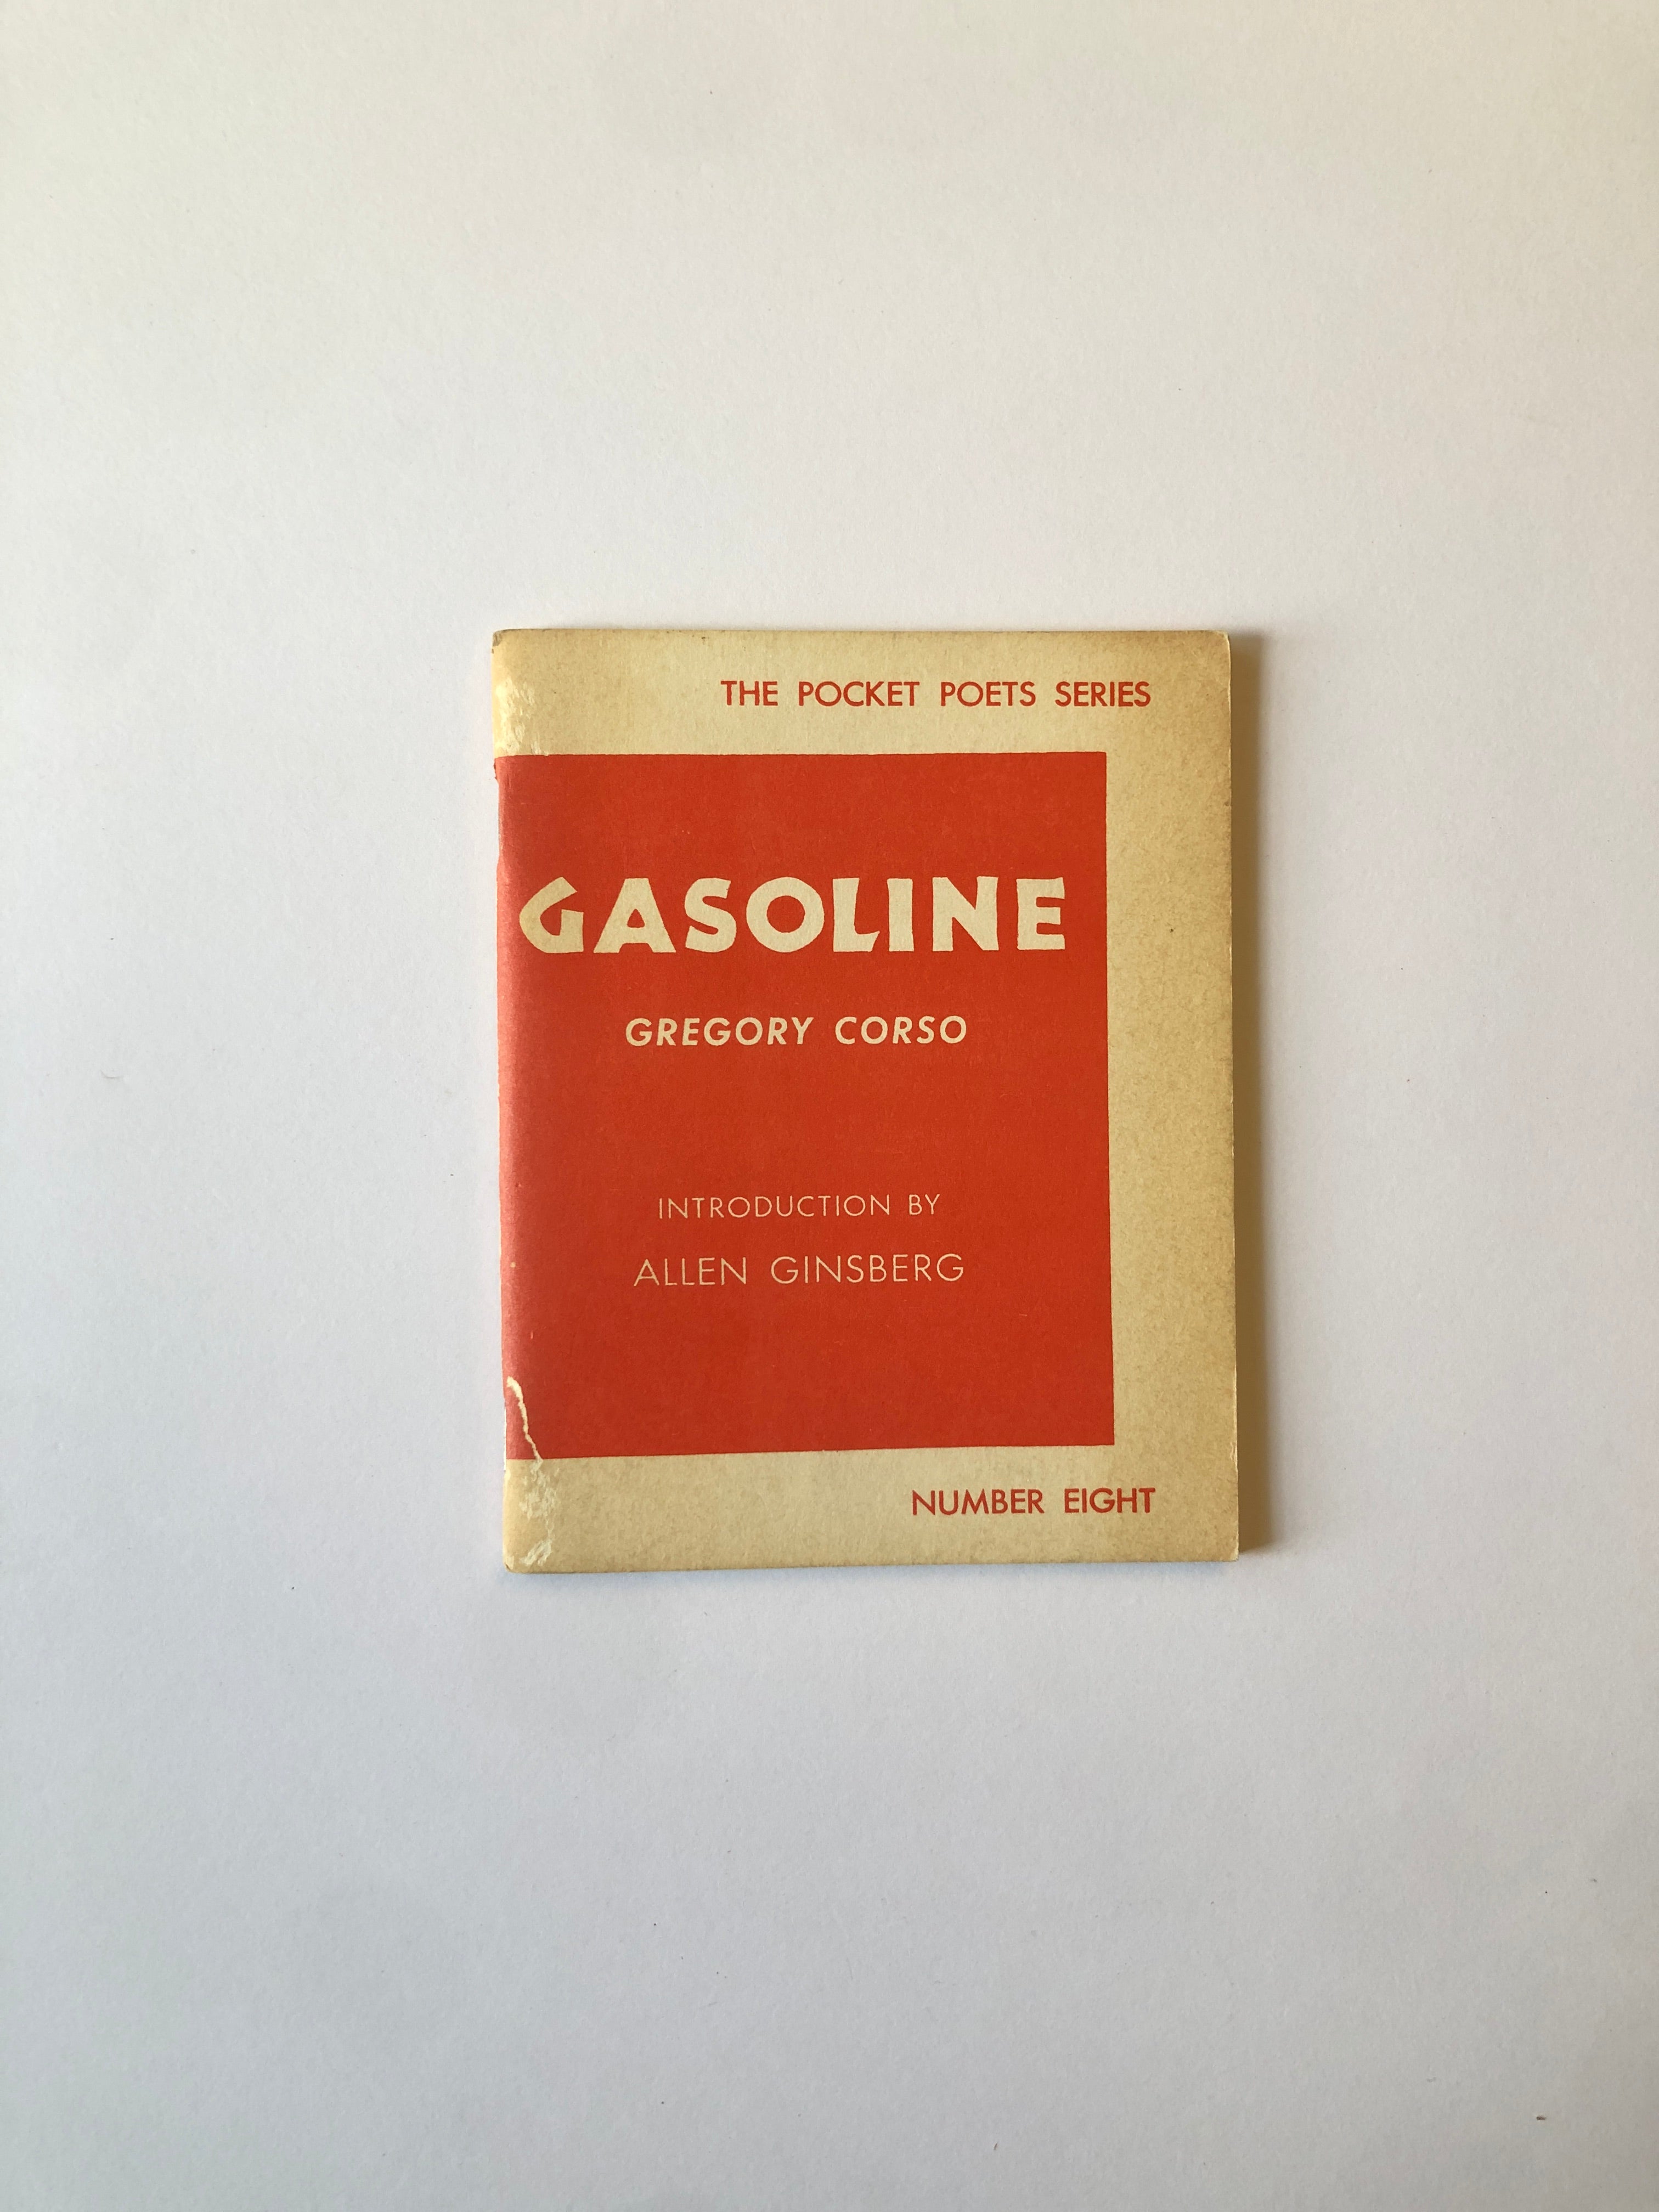 THE POCKET POETS SERIES
GASOLINE
GREGORY CORSO
INTRODUCTION BY
ALLEN GINSBERG
NUMBER EIGHT